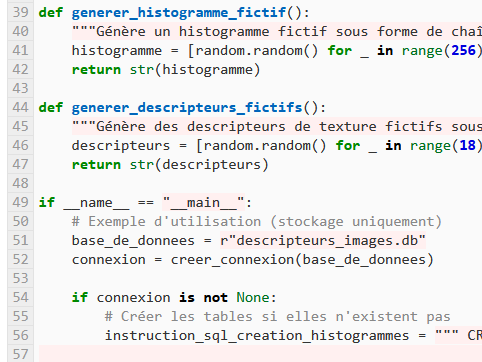 39 def generer_histogramme_fictif():
40     """Génère un histogramme fictif sous forme de
41     histogramme = [random.random() for _ in range(256)
42     return str(histogramme)
43
44 def generer_descripteurs_fictifs():
45     """Génère des descripteurs de texture fictifs sous
46     descripteurs = [random.random() for _ in range(18)
47     return str(descripteurs)
48
49 if __name__ == "__main__":
50     # Exemple d'utilisation (stockage uniquement)
51     base_de_donnees = r"descripteurs_images.db"
52     connexion = creer_connexion(base_de_donnees)
53
54     if connexion is not None:
55         # Créer les tables si elles n'existent pas
56         instruction_sql_creation_histogrammes = """ CR
57